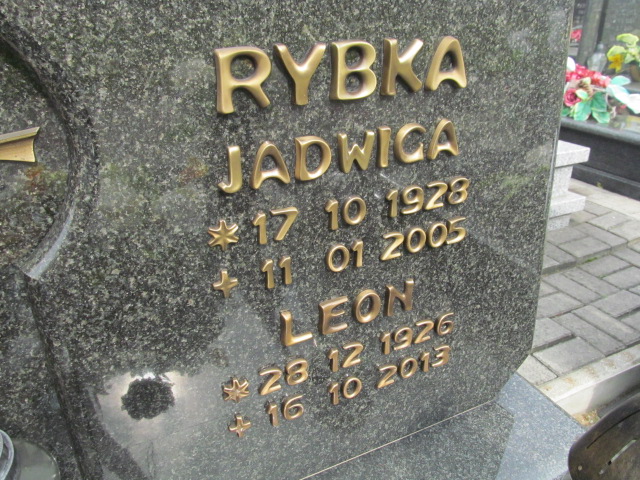 RYBKA
JADWIGA
* 17 10 1928
+ 11 01 2005
LEON
* 28 12 1926
+ 16 10 2013